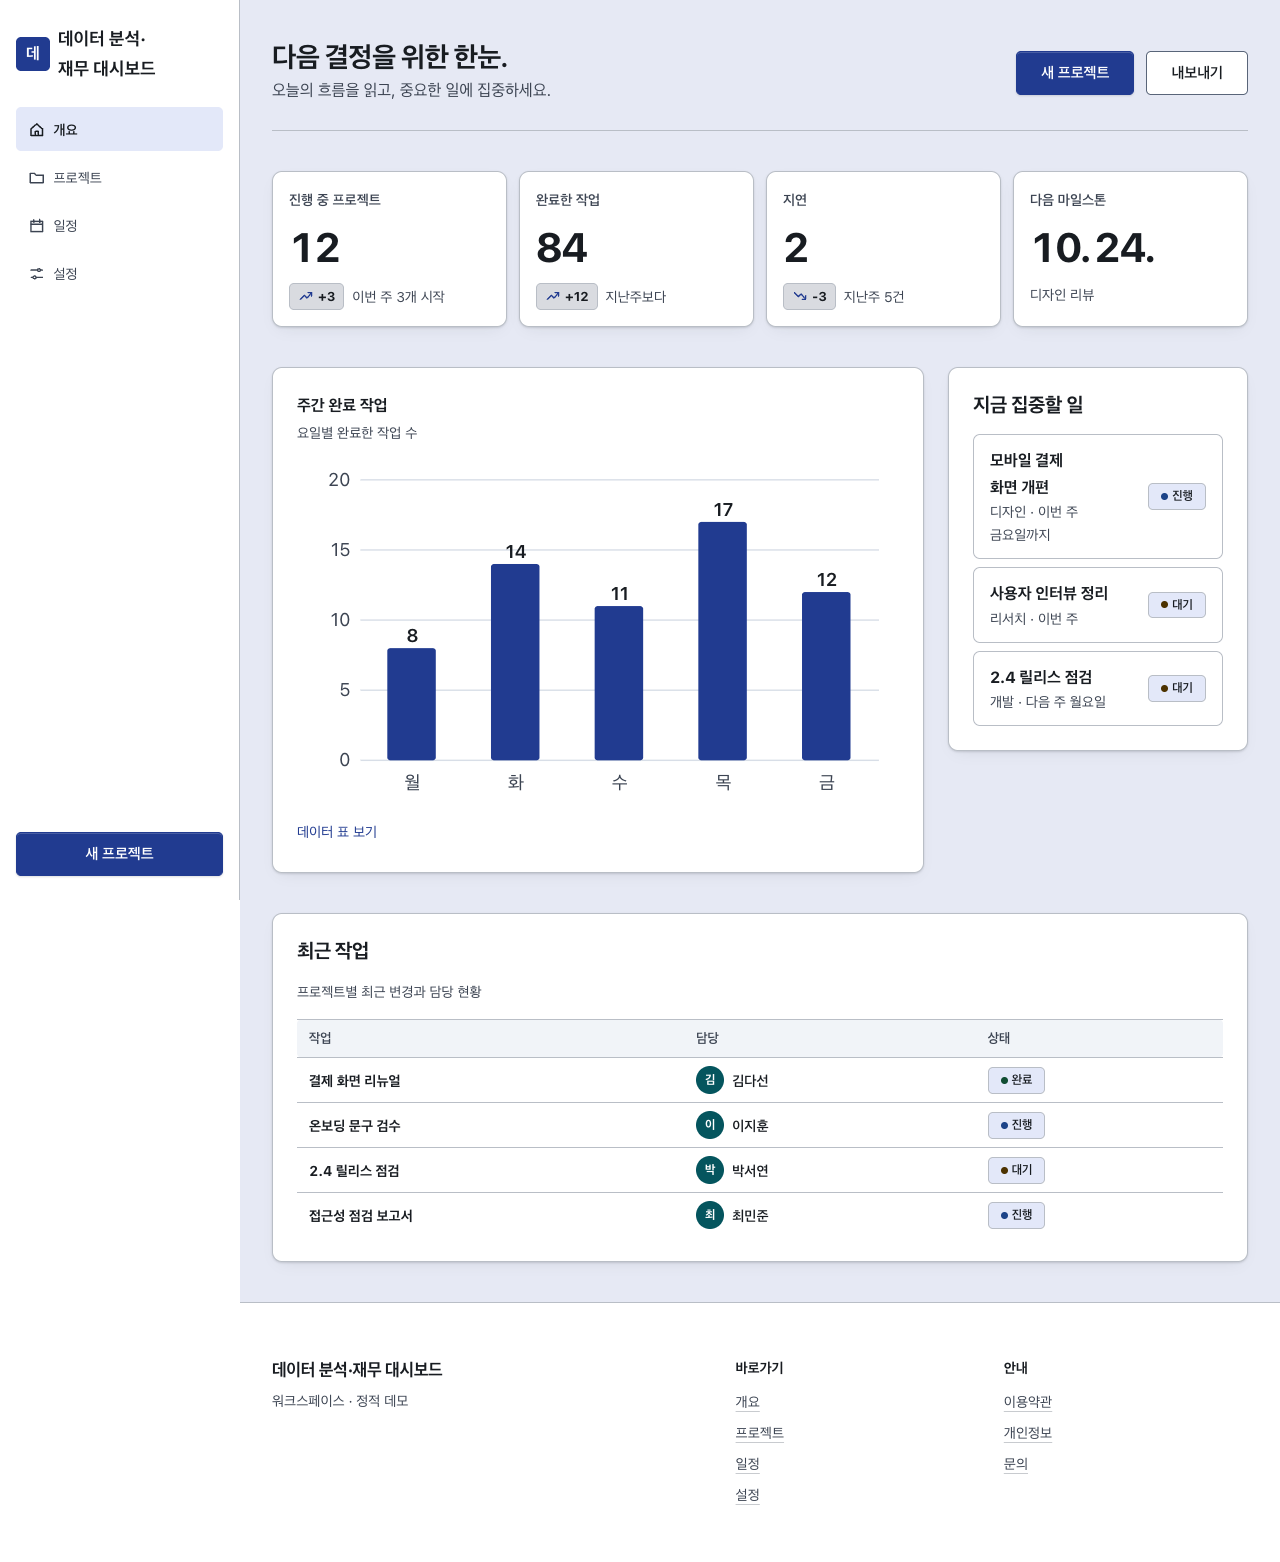 데
데이터 분석·
재무 대시보드
개요
프로젝트
일정
설정
새 프로젝트
다음 결정을 위한 한눈.
오늘의 흐름을 읽고, 중요한 일에 집중하세요.
새 프로젝트
내보내기
진행 중 프로젝트
12
+3 이번 주 3개 시작
완료한 작업
84
+12 지난주보다
지연
2
-3 지난주 5건
다음 마일스톤
10.24.
디자인 리뷰
주간 완료 작업
요일별 완료한 작업 수
20
15
10
5
0
8
14
11
17
12
월 화 수 목 금
데이터 표 보기
지금 집중할 일
모바일 결제
화면 개편
디자인 · 이번 주
금요일까지
진행
사용자 인터뷰 정리
리서치 · 이번 주
대기
2.4 릴리스 점검
개발 · 다음 주 월요일
대기
최근 작업
프로젝트별 최근 변경과 담당 현황
작업 담당 상태
결제 화면 리뉴얼 김 김다선 완료
온보딩 문구 검수 이 이지훈 진행
2.4 릴리스 점검 박 박서연 대기
접근성 점검 보고서 최 최민준 진행
데이터 분석·재무 대시보드
워크스페이스 · 정적 데모
바로가기
개요
프로젝트
일정
설정
안내
이용약관
개인정보
문의